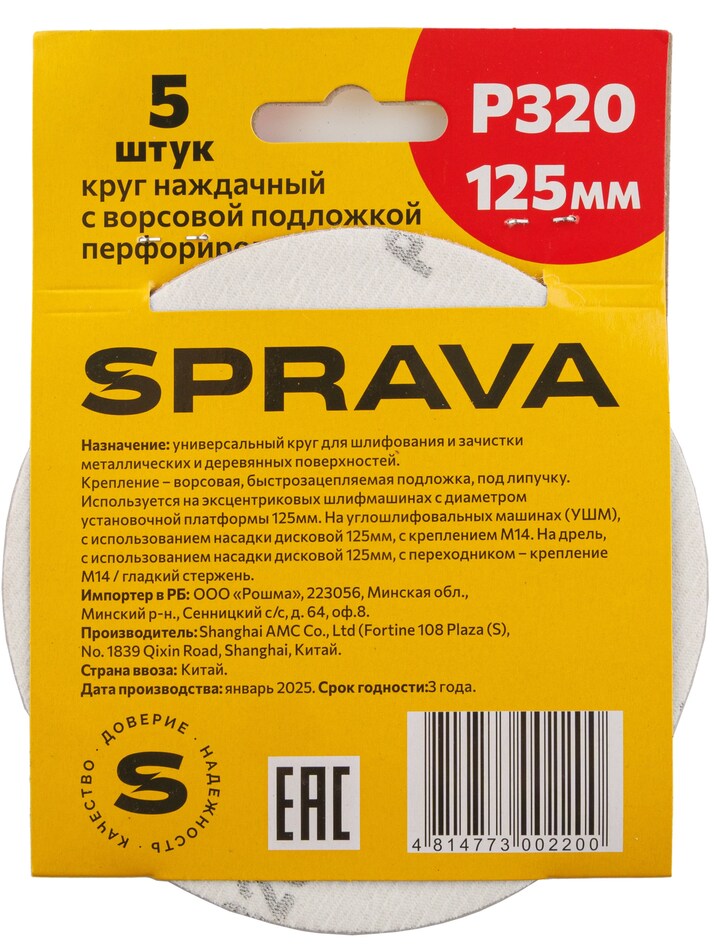 5
штук
круг наждачный
с ворсовой подложкой
P320
125мм
SPRAVA
Назначение: универсальный круг для шлифования и зачистки
металлических и деревянных поверхностей.
Крепление – ворсовая, быстрозацепляемая подложка, под липучку.
Используется на эксцентриковых шлифмашинах с диаметром
установочной платформы 125мм. На углошлифовальных машинах (УШМ),
с использованием насадки дисковой 125мм, с креплением М14. На дрель,
с использованием насадки дисковой 125мм, с переходником – крепление
М14 / гладкий стержень.
Импортер в РБ: ООО «Рошма», 223056, Минская обл.,
Минский р-н., Сенницкий с/с, д. 64, оф.8.
Производитель: Shanghai AMC Co., Ltd (Fortine 108 Plaza (S),
No. 1839 Qixin Road, Shanghai, Китай.
Страна ввоза: Китай.
Дата производства: январь 2025. Срок годности:3 года.
КАЧЕСТВО · ДОВЕРИЕ · НАДЕЖНОСТЬ ·
S
EAC
4 814773 002200